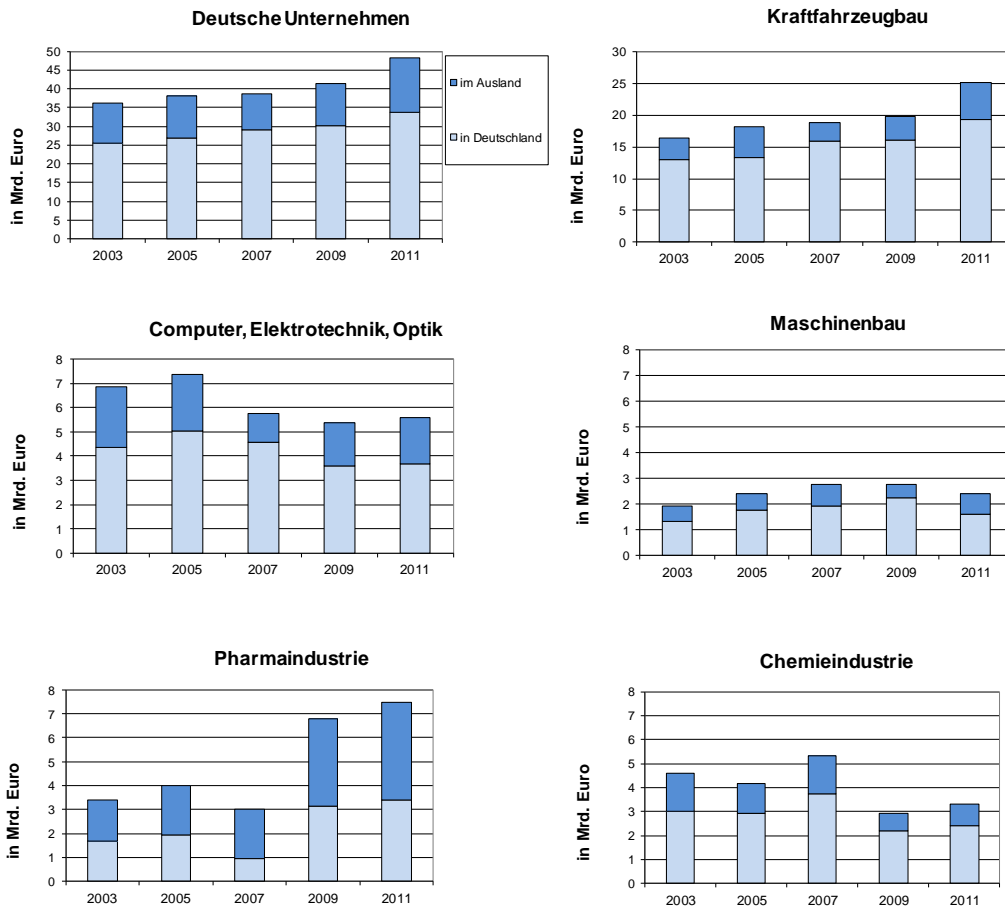 Deutsche Unternehmen
in Mrd. Euro
50
45
40
35
30
25
20
15
10
5
0
2003 2005 2007 2009 2011
im Ausland
in Deutschland
Kraftfahrzeugbau
in Mrd. Euro
30
25
20
15
10
5
0
2003 2005 2007 2009 2011
Computer, Elektrotechnik, Optik
in Mrd. Euro
8
7
6
5
4
3
2
1
0
2003 2005 2007 2009 2011
Maschinenbau
in Mrd. Euro
8
7
6
5
4
3
2
1
0
2003 2005 2007 2009 2011
Pharmaindustrie
in Mrd. Euro
8
7
6
5
4
3
2
1
0
2003 2005 2007 2009 2011
Chemieindustrie
in Mrd. Euro
8
7
6
5
4
3
2
1
0
2003 2005 2007 2009 2011